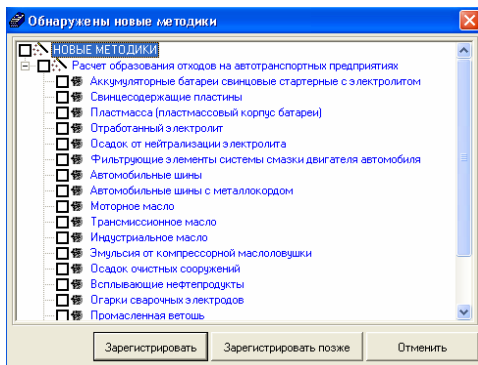 Обнаружены новые методики
НОВЫЕ МЕТОДИКИ
Расчет образования отходов на автотранспортных предприятиях
Аккумуляторные батареи свинцовые стартерные с электролитом
Свинцесодержащие пластины
Пластмасса (пластмассовый корпус батареи)
Отработанный электролит
Осадок от нейтрализации электролита
Фильтрующие элементы системы смазки двигателя автомобиля
Автомобильные шины
Автомобильные шины с металлокордом
Моторное масло
Трансмиссионное масло
Индустриальное масло
Эмульсия от компрессорной маслоловушки
Осадок очистных сооружений
Всплывающие нефтепродукты
Огарки сварочных электродов
Промасленная ветошь
Зарегистрировать Зарегистрировать позже Отменить